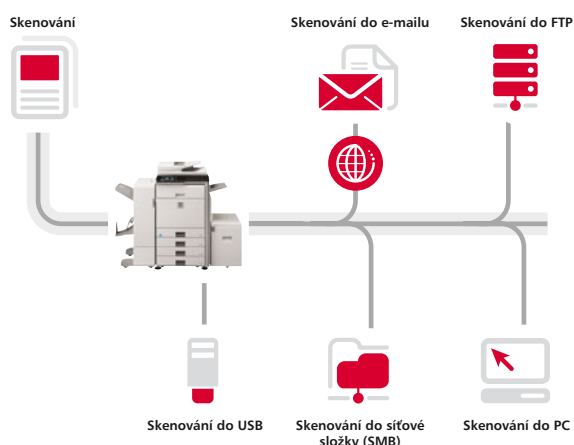 Skenování
Skenování do e-mailu
Skenování do FTP
Skenování do USB
Skenování do síťové
složky (SMB)
Skenování do PC